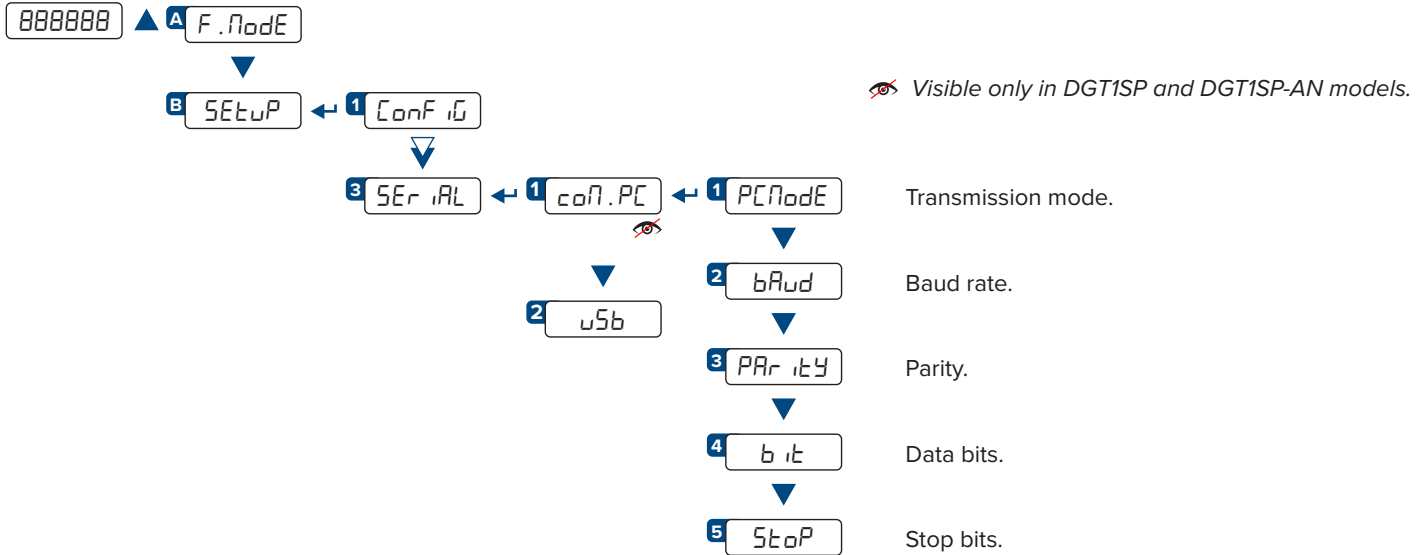 888888 A F.ModE
B SEtuP 1 ConFiG
Visible only in DGT1SP and DGT1SP-AN models.
3 SEriAL 1 coM.PC 1 PCModE Transmission mode.
2 bAud Baud rate.
2 uSb
3 PAritY Parity.
4 bit Data bits.
5 StoP Stop bits.